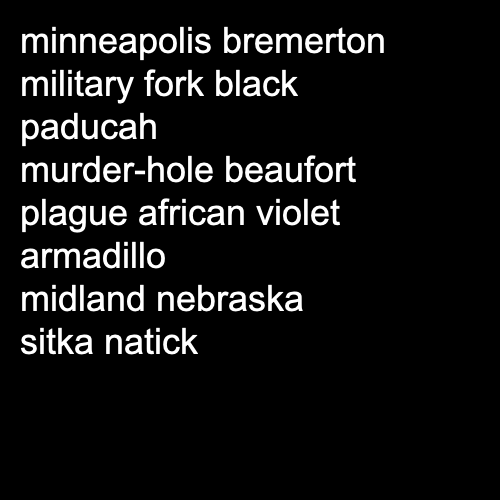 minneapolis bremerton
military fork black
paducah
murder-hole beaufort
plague african violet
armadillo
midland nebraska
sitka natick